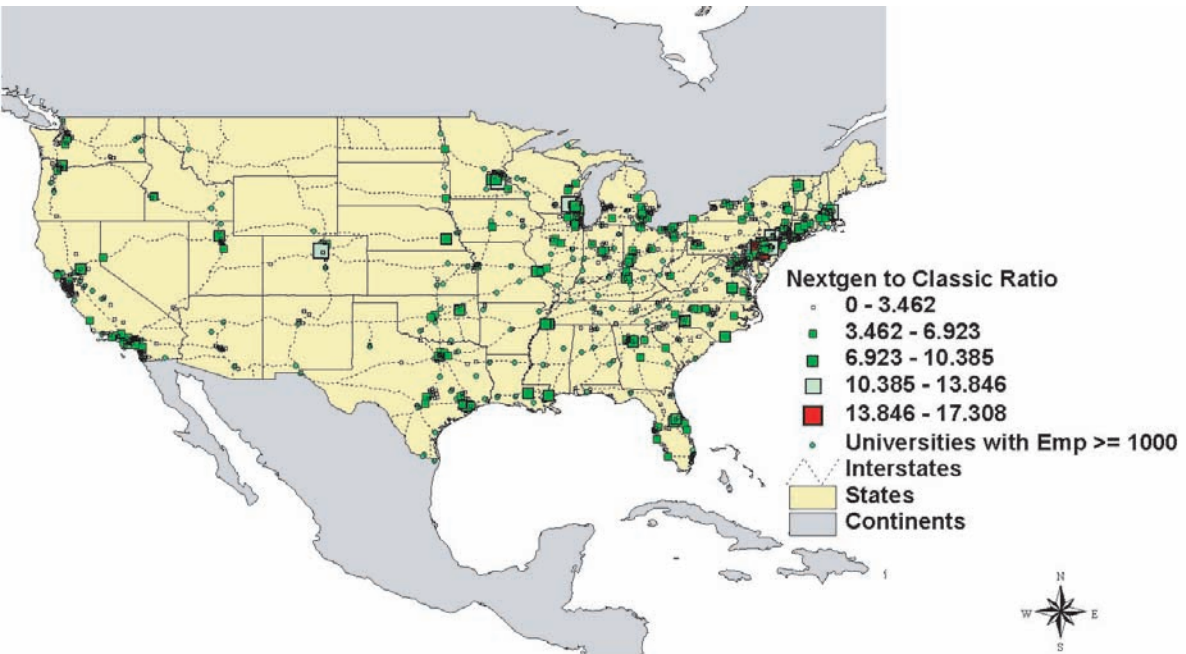 Nextgen to Classic Ratio
0 - 3.462
3.462 - 6.923
6.923 - 10.385
10.385 - 13.846
13.846 - 17.308
Universities with Emp >= 1000
Interstates
States
Continents
N
W E
S